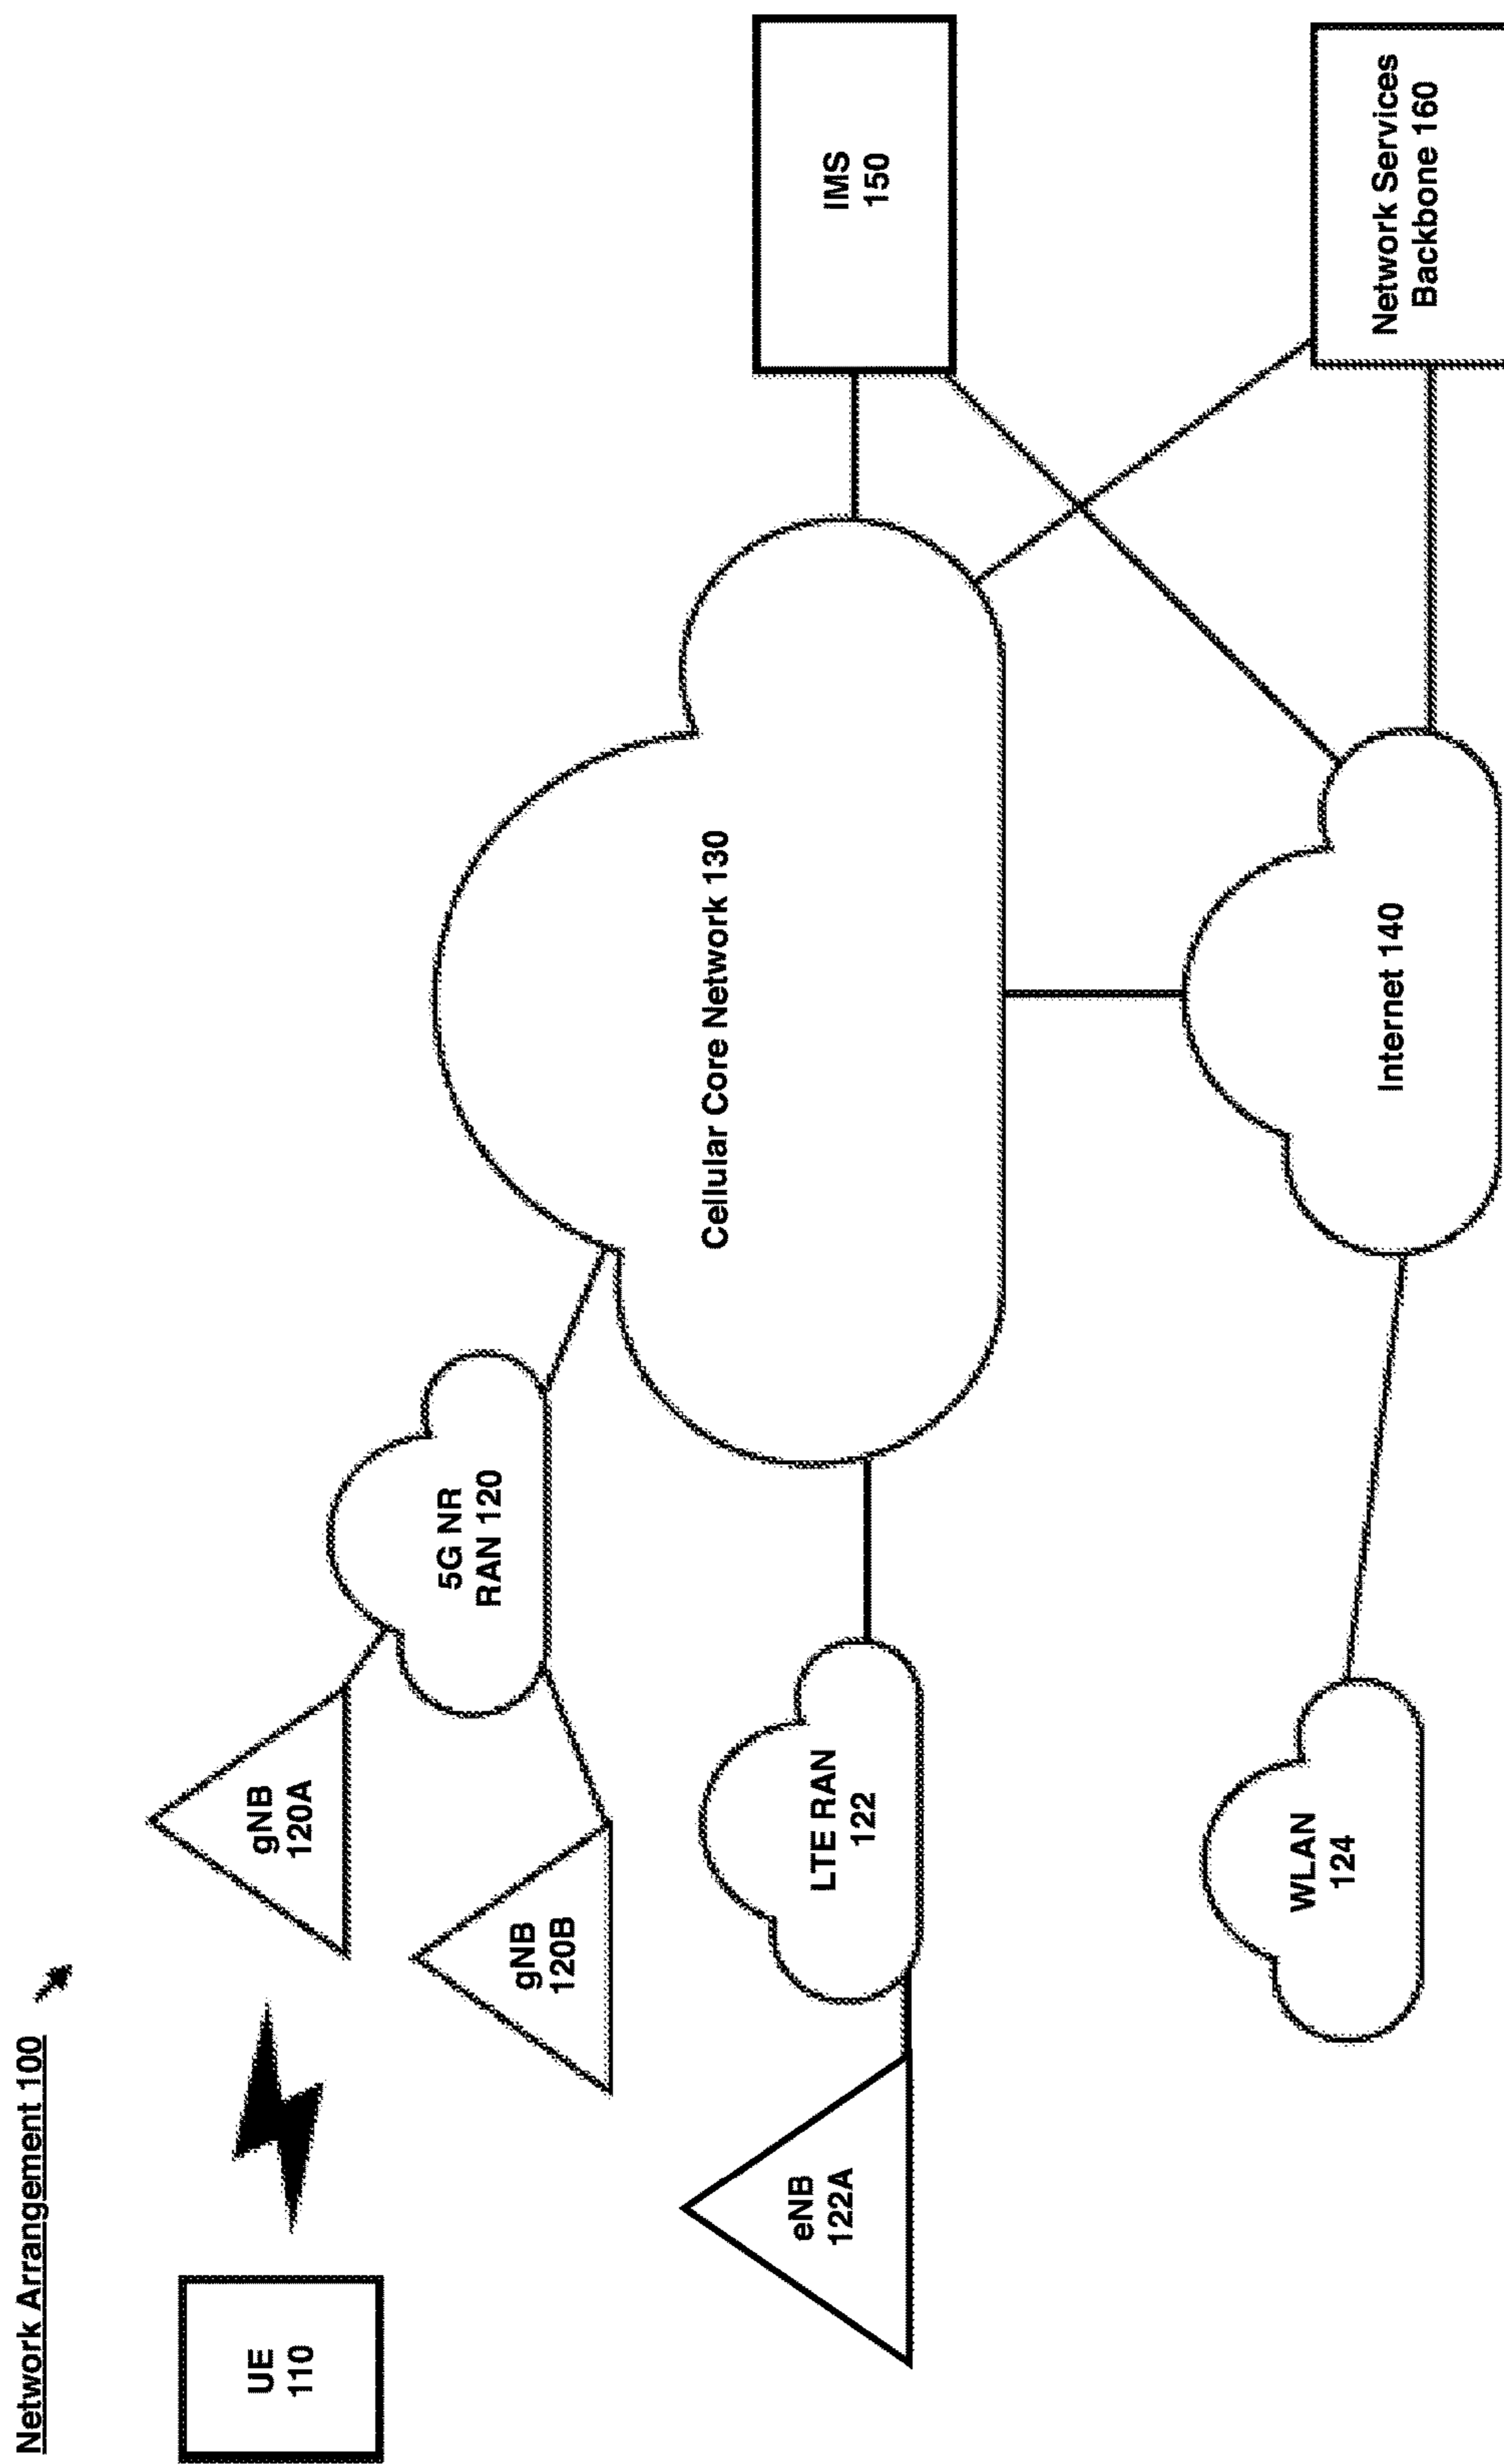 Network Arrangement 100
UE
110
gNB
120A
gNB
120B
5G NR
RAN 120
eNB
122A
LTE RAN
122
Cellular Core Network 130
IMS
150
WLAN
124
Internet 140
Network Services
Backbone 160